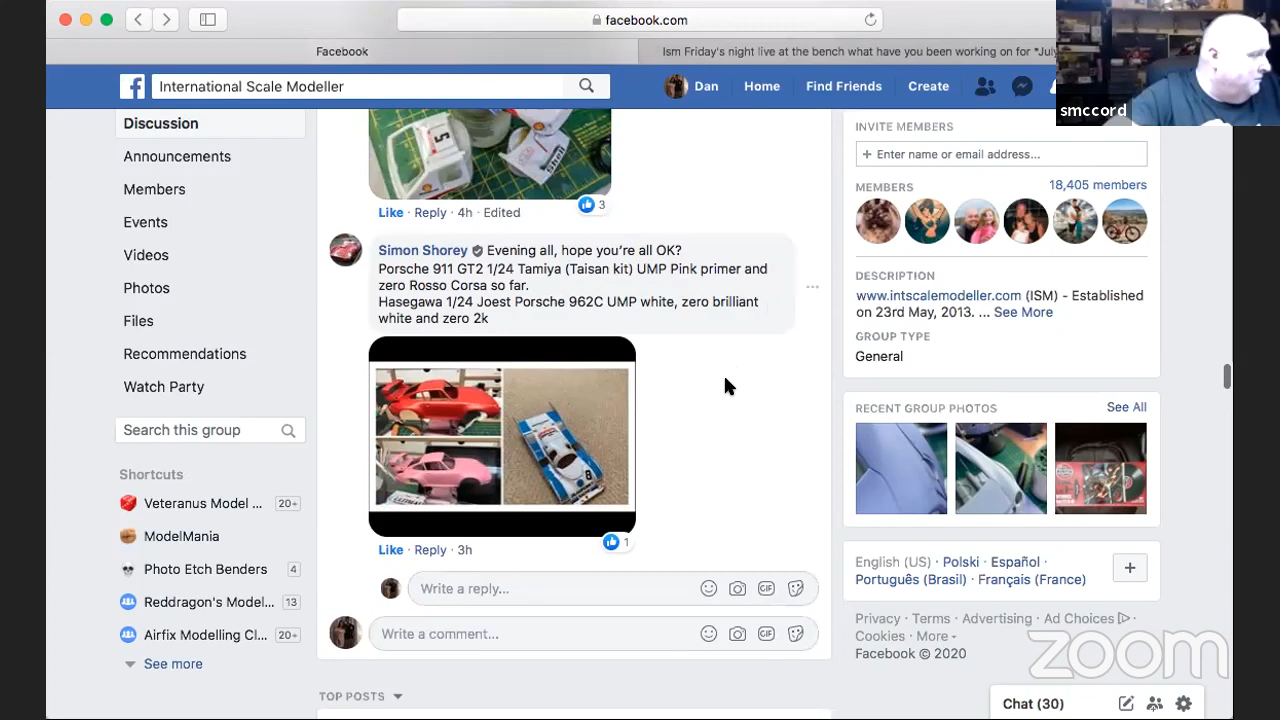 facebook.com
Facebook
Ism Friday's night live at the bench what have you been working on for *July
International Scale Modeller
Dan
Home
Find Friends
Create
smccord
Discussion
Announcements
Members
Events
Videos
Photos
Files
Recommendations
Watch Party
Search this group
Shortcuts
Veteranus Model ...
20+
ModelMania
Photo Etch Benders
4
Reddragon's Model...
13
Airfix Modelling Cl...
20+
See more
5
Shell
Like · Reply · 4h · Edited
3
Simon Shorey Evening all, hope you're all OK?
Porsche 911 GT2 1/24 Tamiya (Taisan kit) UMP Pink primer and
zero Rosso Corsa so far.
Hasegawa 1/24 Joest Porsche 962C UMP white, zero brilliant
white and zero 2k
8
Like · Reply · 3h
1
Write a reply...
GIF
Write a comment...
GIF
TOP POSTS
INVITE MEMBERS
+ Enter name or email address...
MEMBERS
18,405 members
DESCRIPTION
www.intscalemodeller.com (ISM) - Established
on 23rd May, 2013. ... See More
GROUP TYPE
General
RECENT GROUP PHOTOS
See All
English (US) · Polski · Español ·
Português (Brasil) · Français (France)
+
Privacy · Terms · Advertising · Ad Choices ·
Cookies · More
Facebook © 2020
zoom
Chat (30)